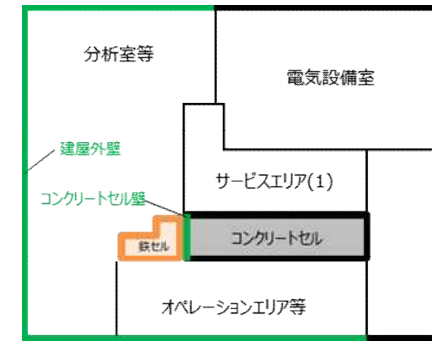 分析室等
電気設備室
建屋外壁
サービスエリア(1)
コンクリートセル壁
鉄セル
コンクリートセル
オペレーションエリア等